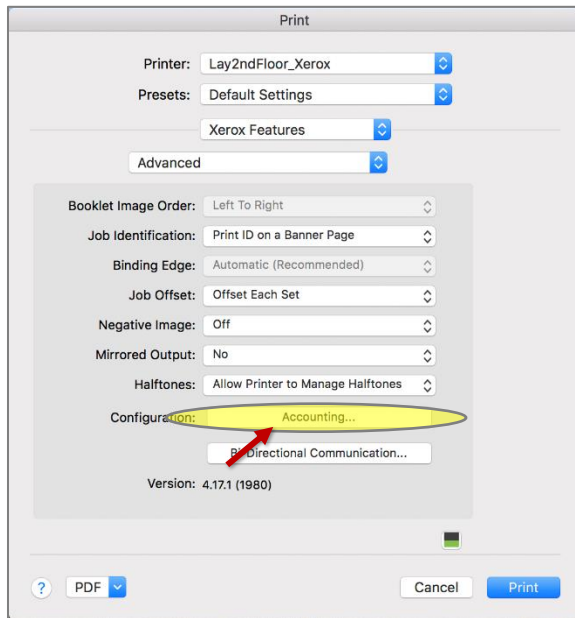 Print
Printer: Lay2ndFloor_Xerox
Presets: Default Settings
Xerox Features
Advanced
Booklet Image Order: Left To Right
Job Identification: Print ID on a Banner Page
Binding Edge: Automatic (Recommended)
Job Offset: Offset Each Set
Negative Image: Off
Mirrored Output: No
Halftones: Allow Printer to Manage Halftones
Configuration: Accounting...
Bi-Directional Communication...
Version: 4.17.1 (1980)
? PDF Cancel Print